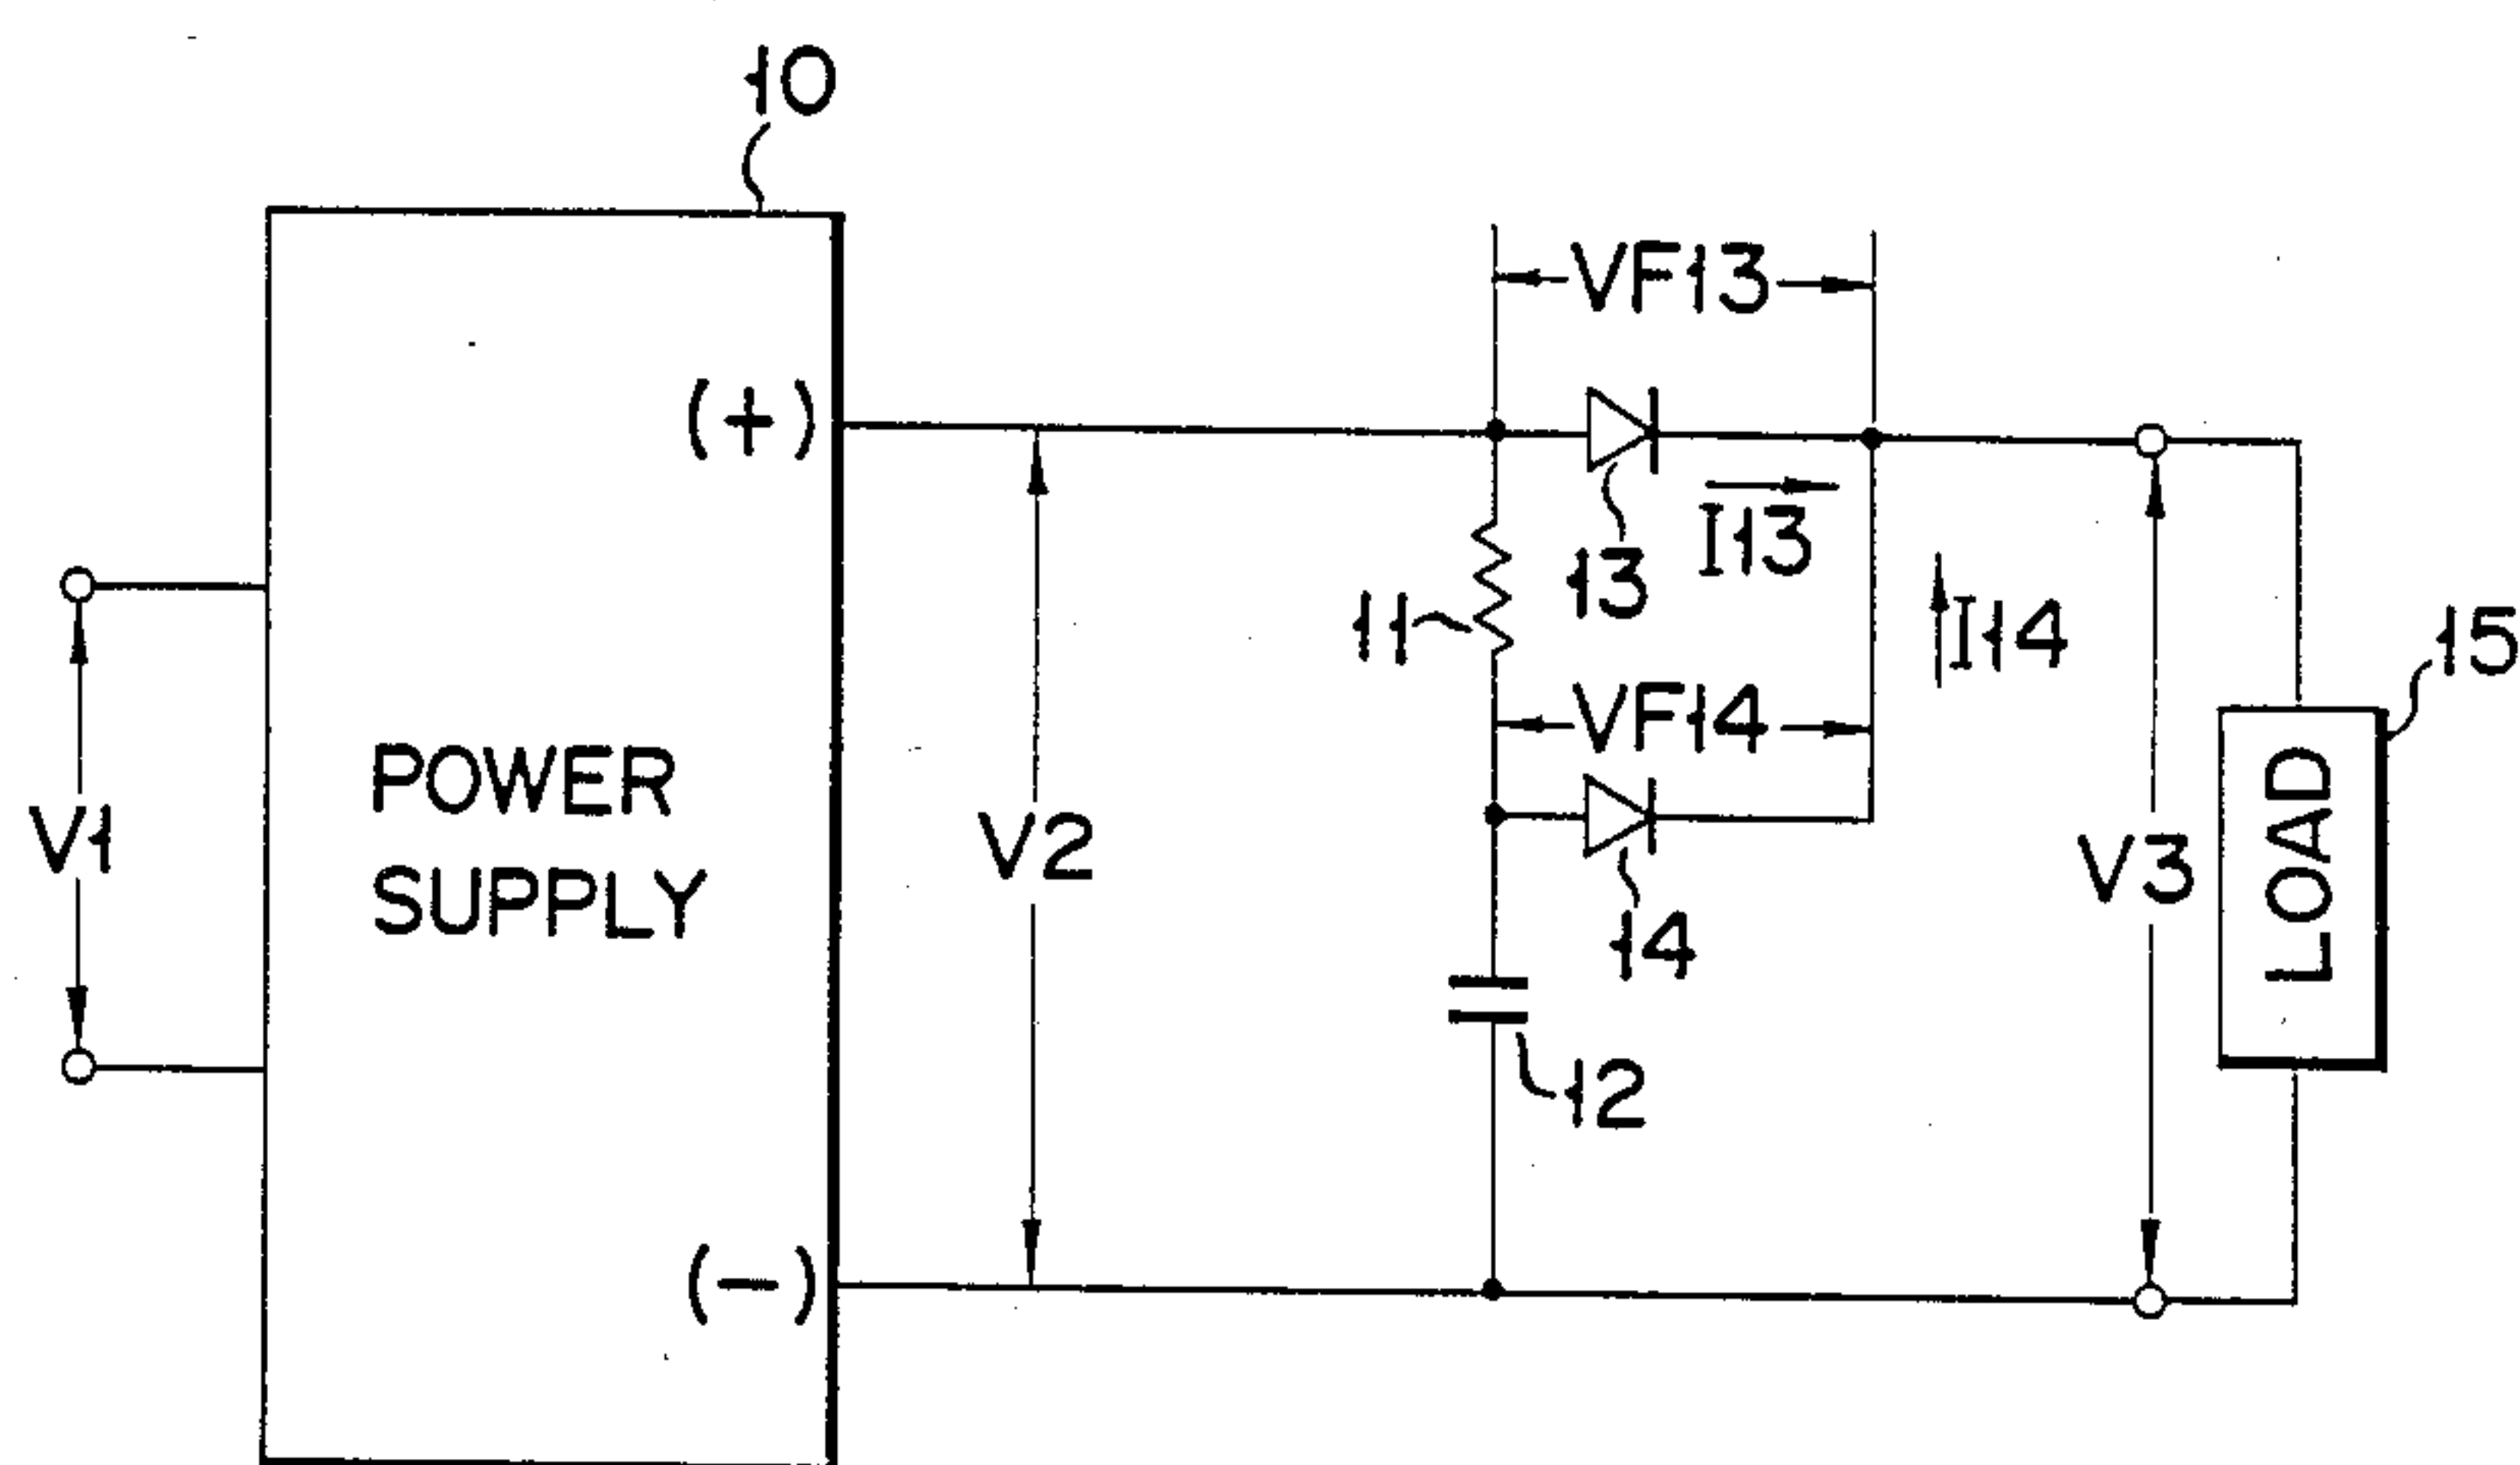 10
VF13
(+)
I13
13
11
I14
15
VF14
POWER
SUPPLY
V1
V2
V3
LOAD
14
12
(−)